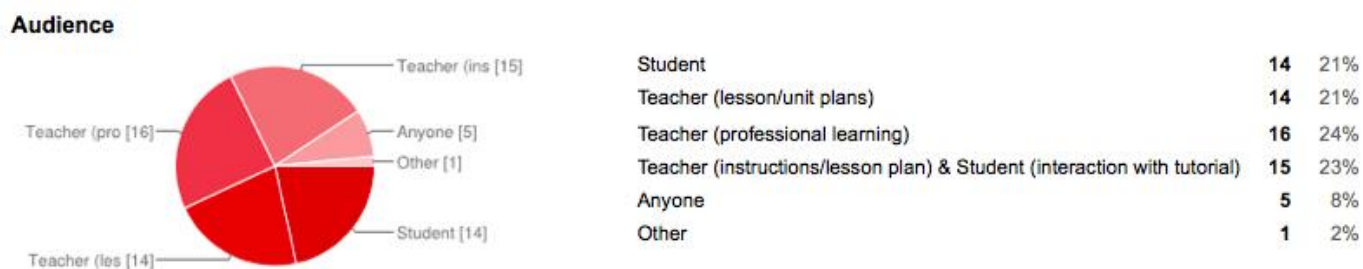 Audience
Teacher (ins [15]
Teacher (pro [16]
Anyone [5]
Other [1]
Student [14]
Teacher (les [14]
Student 14 21%
Teacher (lesson/unit plans) 14 21%
Teacher (professional learning) 16 24%
Teacher (instructions/lesson plan) & Student (interaction with tutorial) 15 23%
Anyone 5 8%
Other 1 2%